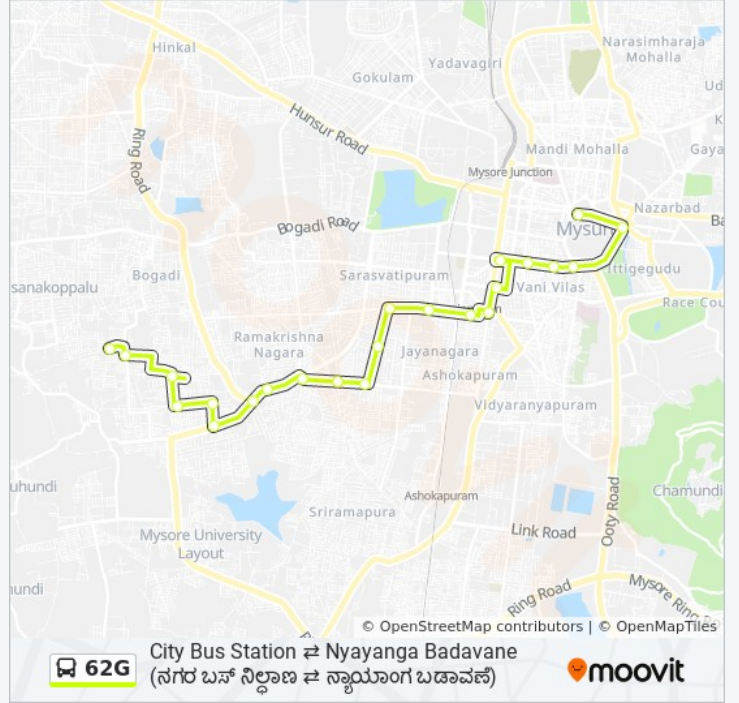 Hinkal
Narasimharaja
Mohalla
Yadavagiri
Gokulam
Ud
Hunsur Road
K
Ring Road
Mandi Mohalla
Gaya
Mysore Junction
Nazarbad
Bogadi Road
Ba
Mysur
Ittigegudu
Bogadi
Sarasvatipuram
sanakoppalu
Vani Vilas
Race Cou
Ramakrishna
Nagara
Jayanagara
Ashokapuram
Vidyaranyapuram
uhundi
Ashokapuram
Chamundi
Ooty Road
Sriramapura
Link Road
Mysore University
Layout
Ring Road
Mysore Ring Ro
undi
© OpenStreetMap contributors | © OpenMapTiles
62G
City Bus Station ⇄ Nyayanga Badavane
(ನಗರ ಬಸ್ ನಿಲ್ಧಾಣ ⇄ ನ್ಯಾಯಾಂಗ ಬಡಾವಣೆ)
moovit